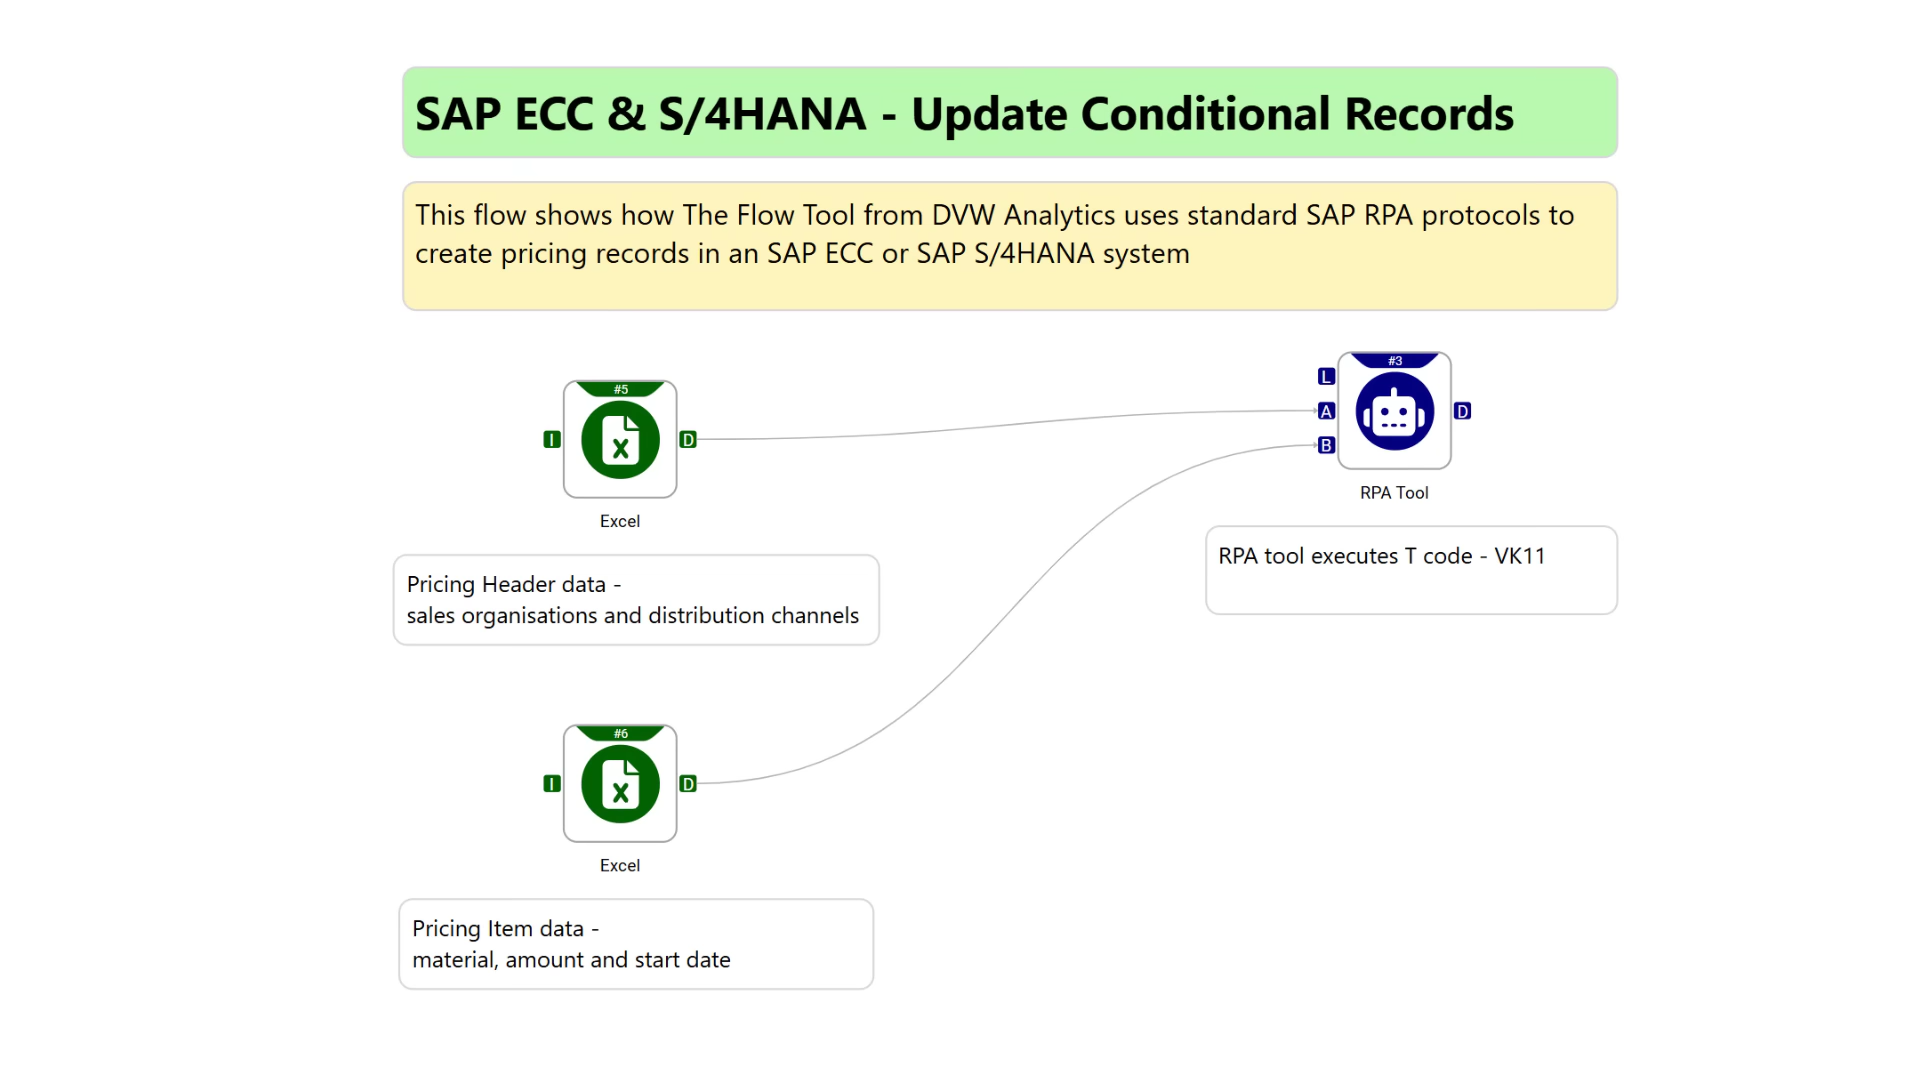 SAP ECC & S/4HANA - Update Conditional Records
This flow shows how The Flow Tool from DVW Analytics uses standard SAP RPA protocols to
create pricing records in an SAP ECC or SAP S/4HANA system
#3
L
A
B
D
RPA Tool
RPA tool executes T code - VK11
#5
I
X
D
Excel
Pricing Header data -
sales organisations and distribution channels
#6
I
X
D
Excel
Pricing Item data -
material, amount and start date